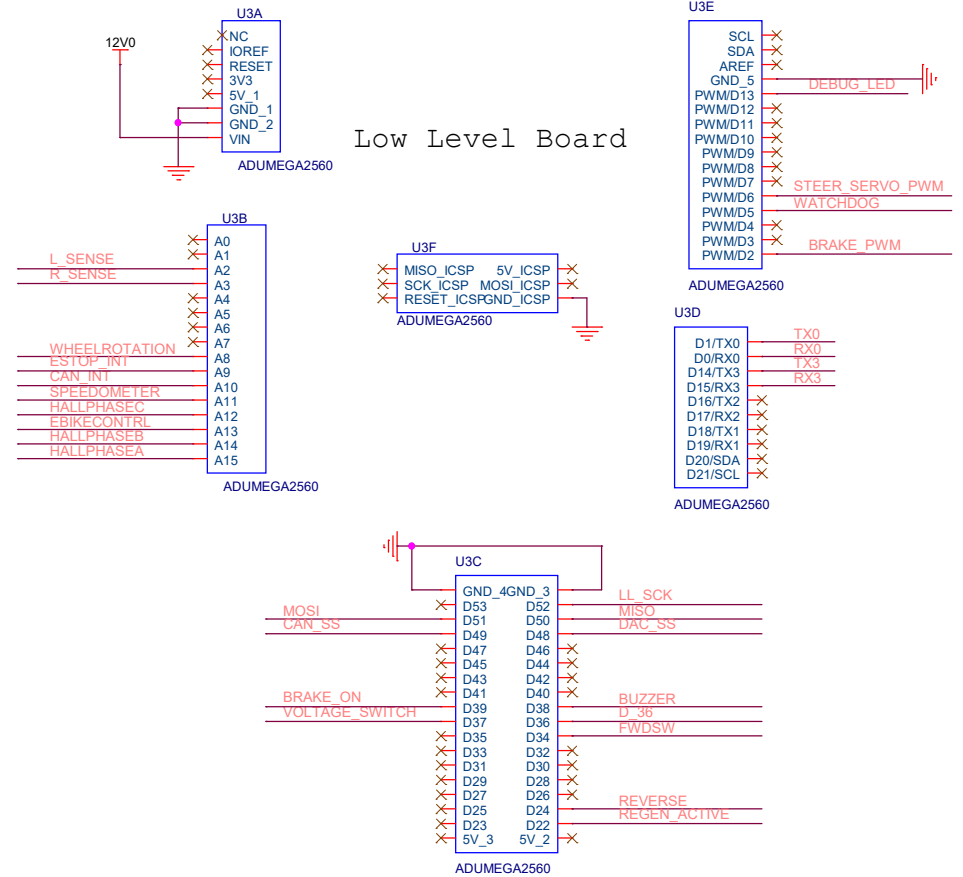 U3A
12V0
NC
IOREF
RESET
3V3
5V_1
GND_1
GND_2
VIN
ADUMEGA2560
Low Level Board
U3E
SCL
SDA
AREF
GND_5
PWM/D13 DEBUG_LED
PWM/D12
PWM/D11
PWM/D10
PWM/D9
PWM/D8
PWM/D7
PWM/D6 STEER_SERVO_PWM
PWM/D5 WATCHDOG
PWM/D4
PWM/D3
PWM/D2 BRAKE_PWM
ADUMEGA2560
U3B
A0
A1
L_SENSE A2
R_SENSE A3
A4
A5
A6
A7
WHEELROTATION A8
ESTOP_INT A9
CAN_INT A10
SPEEDOMETER A11
HALLPHASEC A12
EBIKECONTRL A13
HALLPHASEB A14
HALLPHASEA A15
ADUMEGA2560
U3F
MISO_ICSP 5V_ICSP
SCK_ICSP MOSI_ICSP
RESET_ICSP GND_ICSP
ADUMEGA2560
U3D
D1/TX0 TX0
D0/RX0 RX0
D14/TX3 TX3
D15/RX3 RX3
D16/TX2
D17/RX2
D18/TX1
D19/RX1
D20/SDA
D21/SCL
ADUMEGA2560
U3C
GND_4 GND_3
D53 D52 LL_SCK
MOSI D51 D50 MISO
CAN_SS D49 D48 DAC_SS
D47 D46
D45 D44
D43 D42
D41 D40
BRAKE_ON D39 D38 BUZZER
VOLTAGE_SWITCH D37 D36 D_36
D35 D34 FWDSW
D33 D32
D31 D30
D29 D28
D27 D26
D25 D24 REVERSE
D23 D22 REGEN_ACTIVE
5V_3 5V_2
ADUMEGA2560